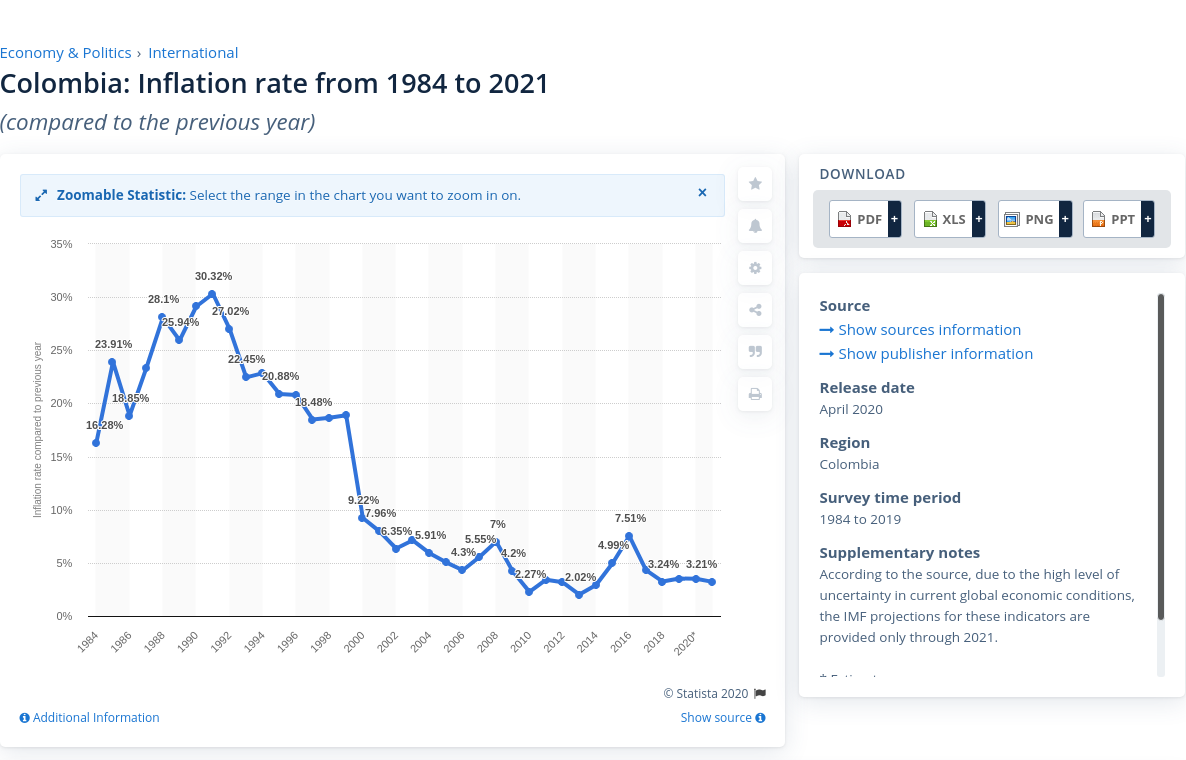 Economy & Politics › International
Colombia: Inflation rate from 1984 to 2021
(compared to the previous year)
Zoomable Statistic: Select the range in the chart you want to zoom in on.
×
35%
30%
25%
20%
15%
10%
5%
0%
Inflation rate compared to previous year
16.28%
23.91%
18.85%
28.1%
25.94%
30.32%
27.02%
22.45%
20.88%
18.48%
9.22%
7.96%
6.35%
5.91%
4.3%
5.55%
7%
4.2%
2.27%
2.02%
4.99%
7.51%
3.24%
3.21%
1984
1986
1988
1990
1992
1994
1996
1998
2000
2002
2004
2006
2008
2010
2012
2014
2016
2018
2020*
© Statista 2020
Additional Information
Show source
DOWNLOAD
PDF +
XLS +
PNG +
PPT +
Source
Show sources information
Show publisher information
Release date
April 2020
Region
Colombia
Survey time period
1984 to 2019
Supplementary notes
According to the source, due to the high level of
uncertainty in current global economic conditions,
the IMF projections for these indicators are
provided only through 2021.